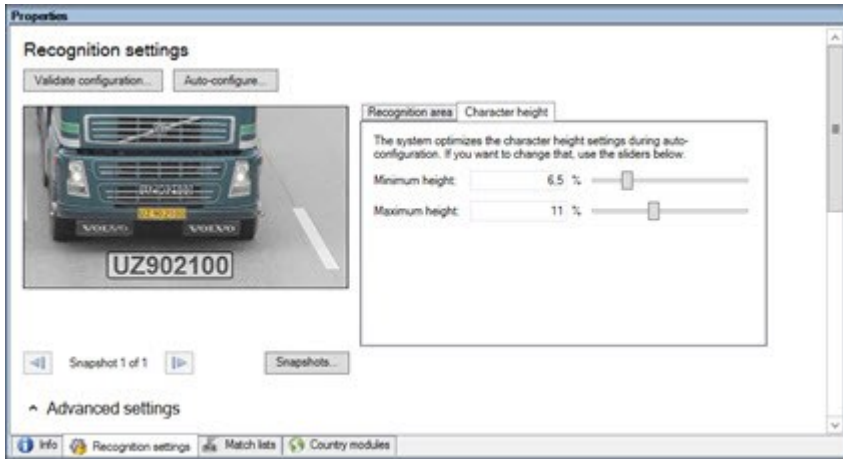 Properties
Recognition settings
Validate configuration... Auto-configure...
Recognition area Character height
The system optimizes the character height settings during auto-
configuration. If you want to change that, use the sliders below.
Minimum height: 6,5 %
Maximum height: 11 %
VOLVO VOLVO
UZ902100
Snapshot 1 of 1 Snapshots...
Advanced settings
Info Recognition settings Match lists Country modules